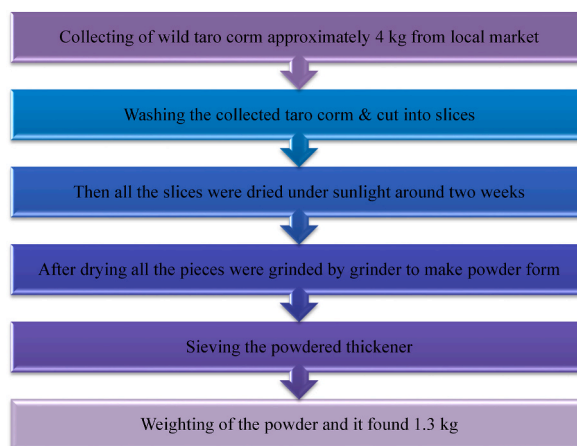 Collecting of wild taro corm approximately 4 kg from local market
Washing the collected taro corm & cut into slices
Then all the slices were dried under sunlight around two weeks
After drying all the pieces were grinded by grinder to make powder form
Sieving the powdered thickener
Weighting of the powder and it found 1.3 kg